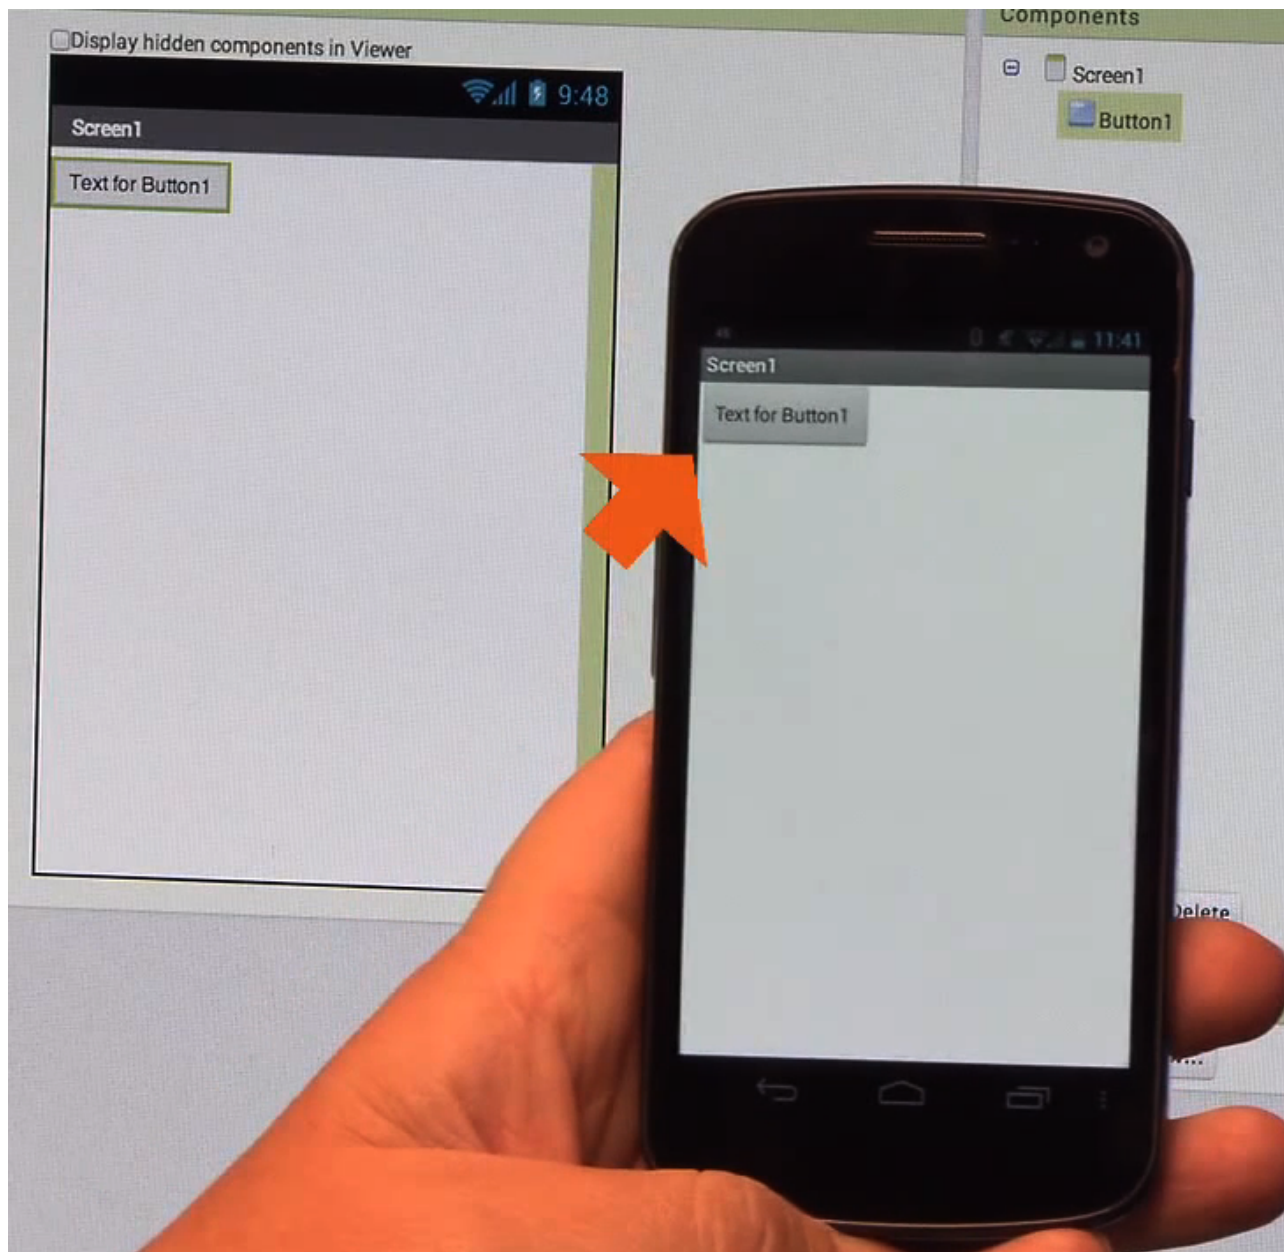 Components
Display hidden components in Viewer
9:48
Screen1
Text for Button1
Screen1
Button1
11:41
Screen1
Text for Button1
Delete